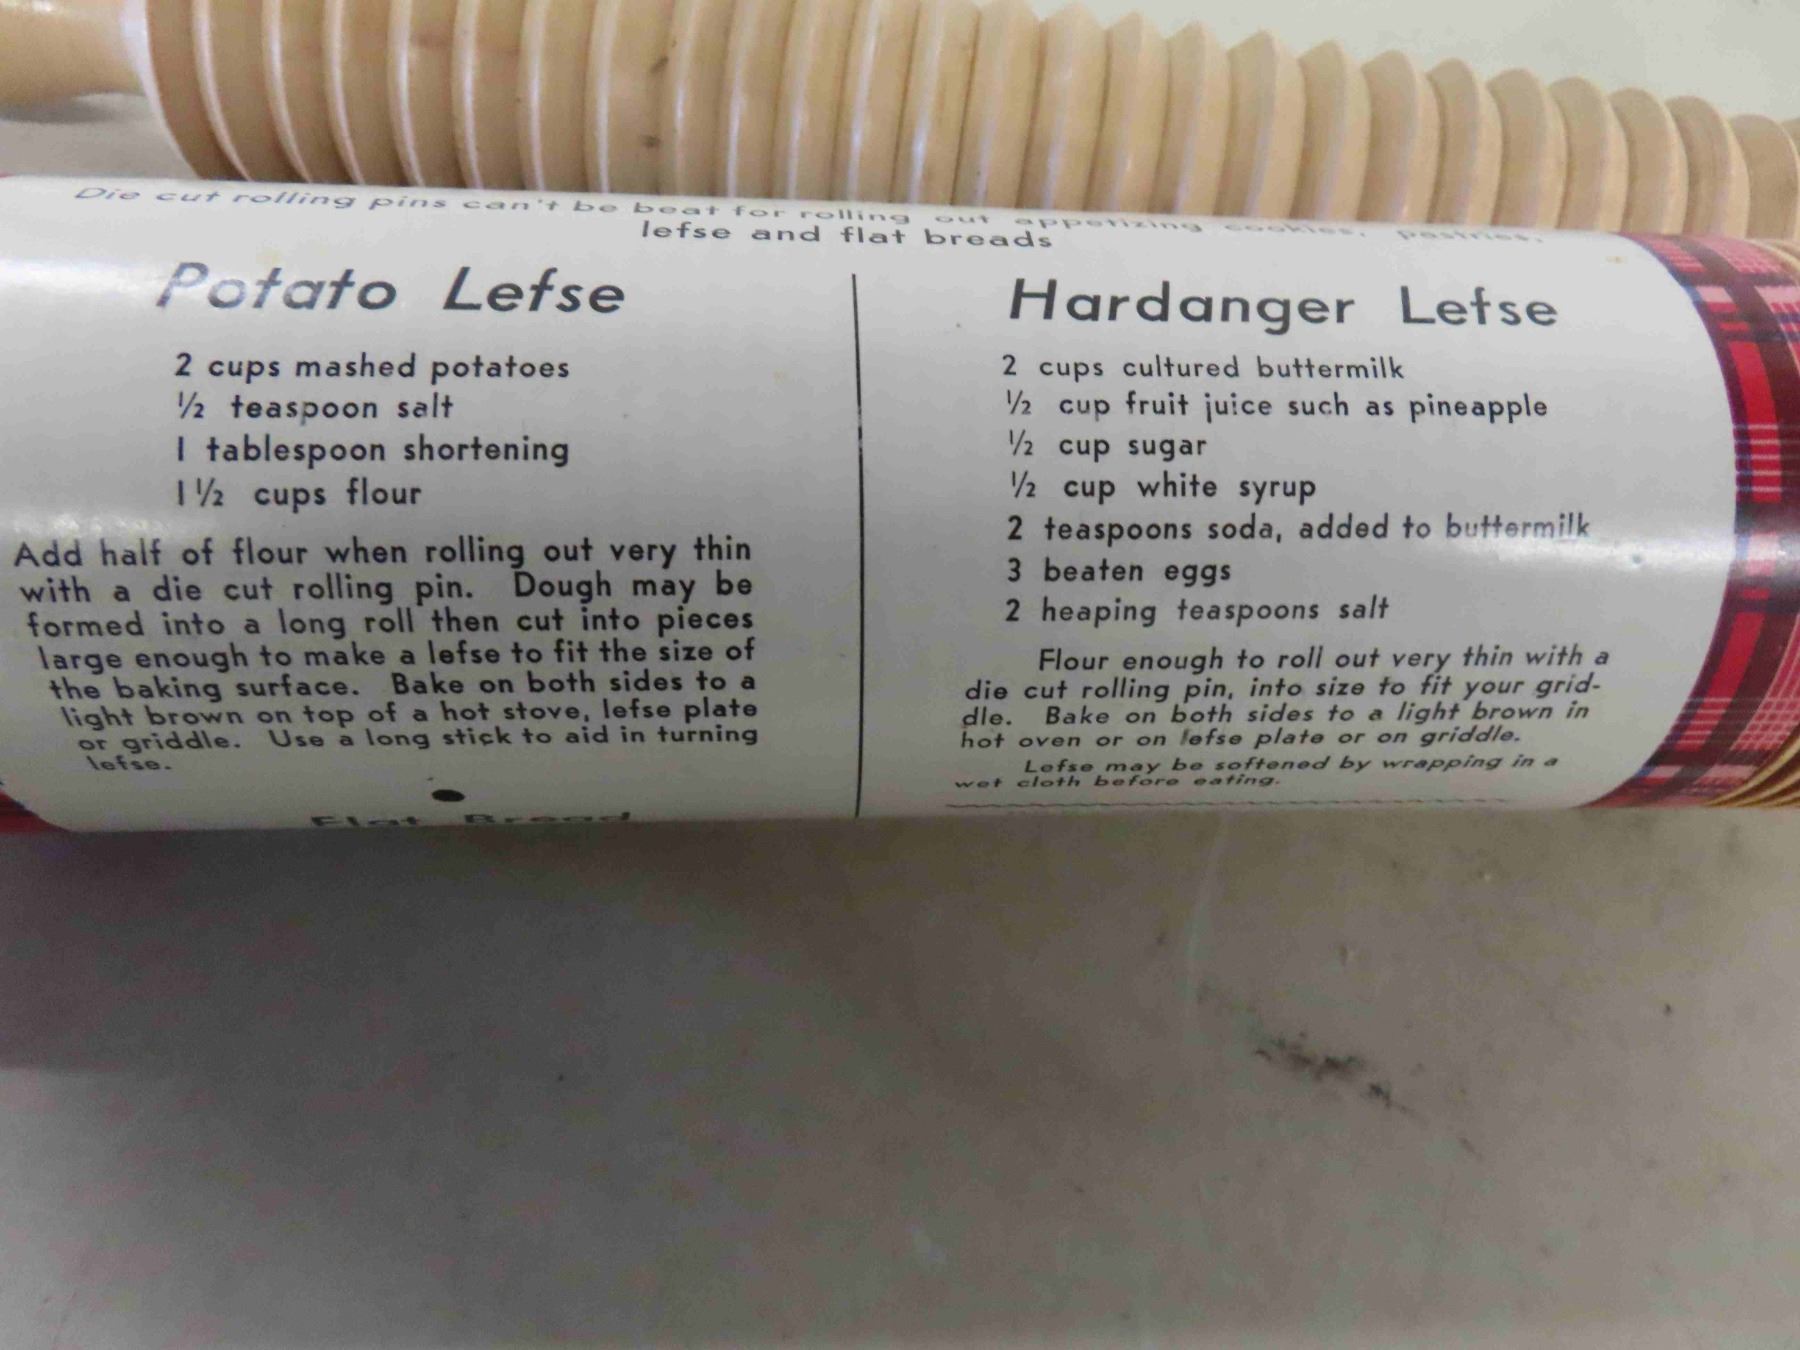 Die cut rolling pins can't be beat for rolling out appetizing cookies, pastries,
lefse and flat breads
Potato Lefse
2 cups mashed potatoes
½ teaspoon salt
1 tablespoon shortening
1 ½ cups flour
Add half of flour when rolling out very thin
with a die cut rolling pin. Dough may be
formed into a long roll then cut into pieces
large enough to make a lefse to fit the size of
the baking surface. Bake on both sides to a
light brown on top of a hot stove, lefse plate
or griddle. Use a long stick to aid in turning
lefse.
Flat Bread
Hardanger Lefse
2 cups cultured buttermilk
½ cup fruit juice such as pineapple
½ cup sugar
½ cup white syrup
2 teaspoons soda, added to buttermilk
3 beaten eggs
2 heaping teaspoons salt
Flour enough to roll out very thin with a
die cut rolling pin, into size to fit your grid-
dle. Bake on both sides to a light brown in
hot oven or on lefse plate or on griddle.
Lefse may be softened by wrapping in a
wet cloth before eating.